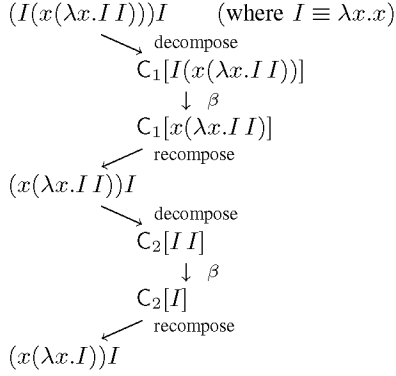 (I(x(λx.I I)))I (where I ≡ λx.x)
decompose
C₁[I(x(λx.I I))]
↓ β
C₁[x(λx.I I)]
recompose
(x(λx.I I))I
decompose
C₂[I I]
↓ β
C₂[I]
recompose
(x(λx.I))I